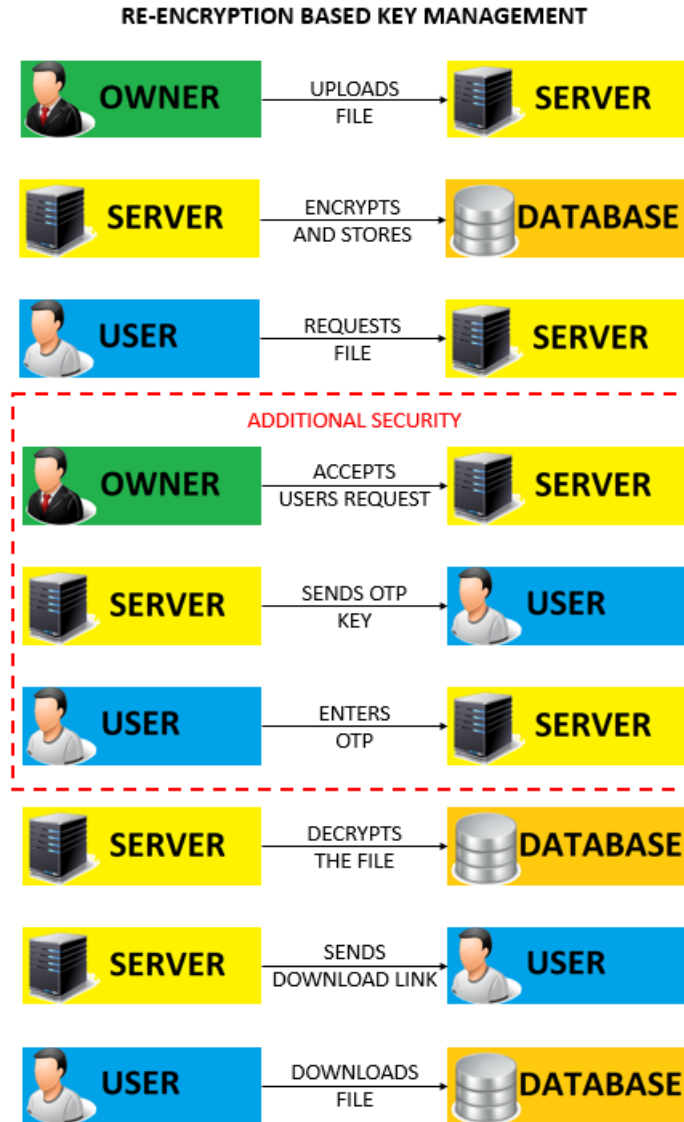 RE-ENCRYPTION BASED KEY MANAGEMENT
OWNER
UPLOADS
FILE
SERVER
SERVER
ENCRYPTS
AND STORES
DATABASE
USER
REQUESTS
FILE
SERVER
ADDITIONAL SECURITY
OWNER
ACCEPTS
USERS REQUEST
SERVER
SERVER
SENDS OTP
KEY
USER
USER
ENTERS
OTP
SERVER
SERVER
DECRYPTS
THE FILE
DATABASE
SERVER
SENDS
DOWNLOAD LINK
USER
USER
DOWNLOADS
FILE
DATABASE